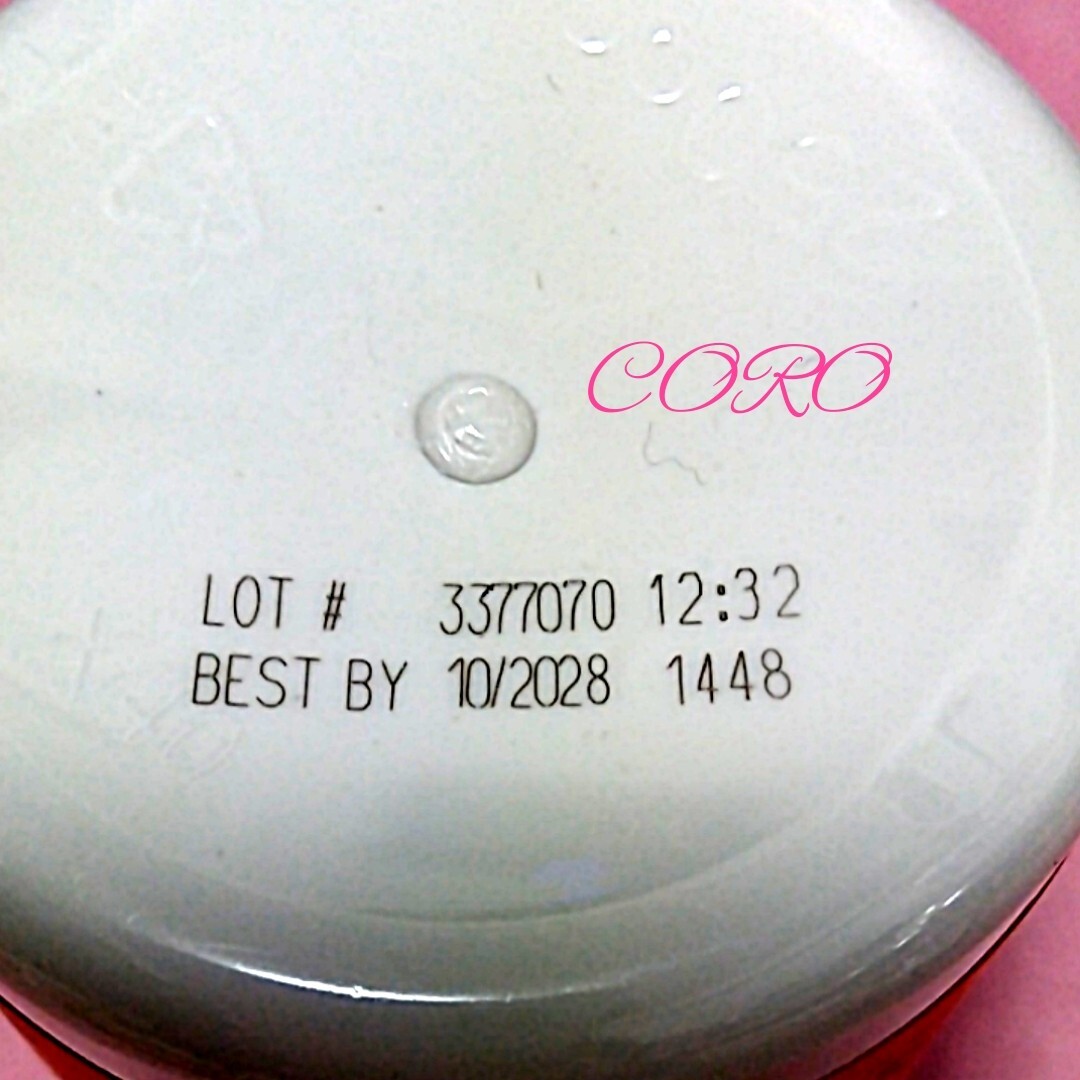 CORO
LOT # 3377070 12:32
BEST BY 10/2028 1448